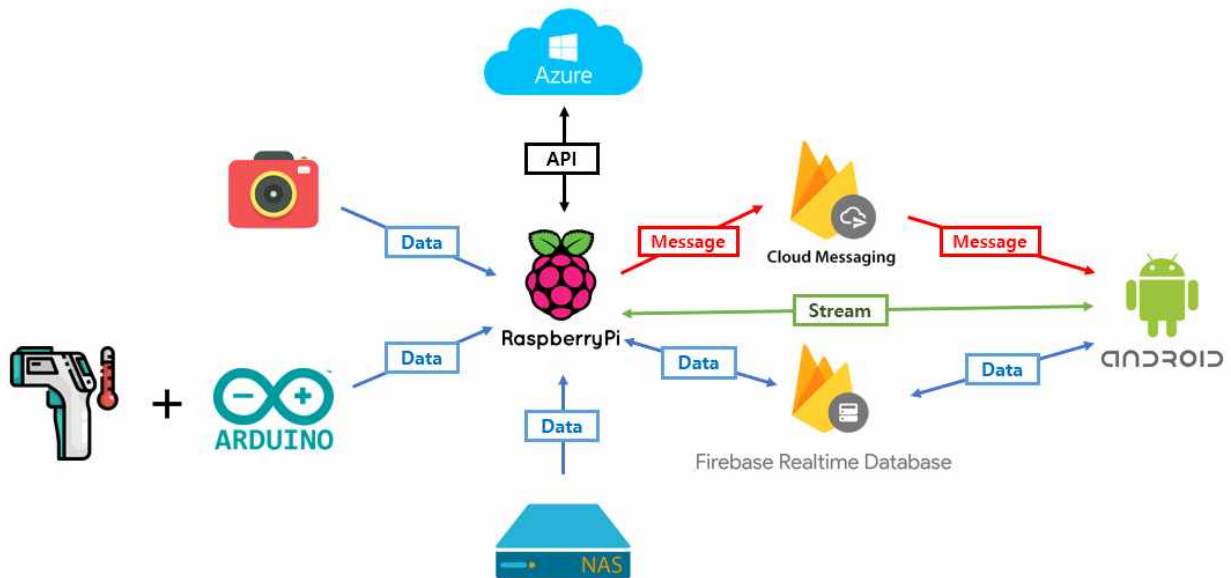 Azure
API
Data
Message
Cloud Messaging
Message
RaspberryPi
Stream
ANDROID
+
ARDUINO
Data
Data
Data
Data
Firebase Realtime Database
NAS